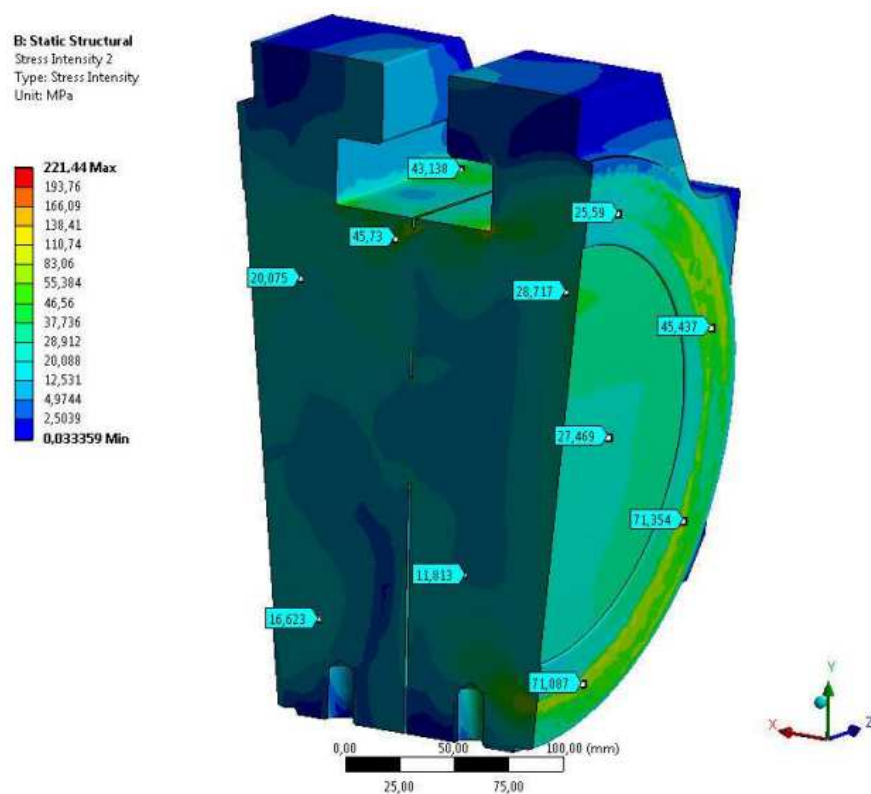 B: Static Structural
Stress Intensity 2
Type: Stress Intensity
Unit: MPa
221,44 Max
193,76
166,09
138,41
110,74
83,06
55,384
46,56
37,736
28,912
20,088
12,531
4,9744
2,5039
0,033359 Min
43,138
25,59
45,73
20,075
28,717
45,437
27,469
71,354
11,813
16,623
71,087
0,00
50,00
100,00 (mm)
25,00
75,00
Y
X
Z